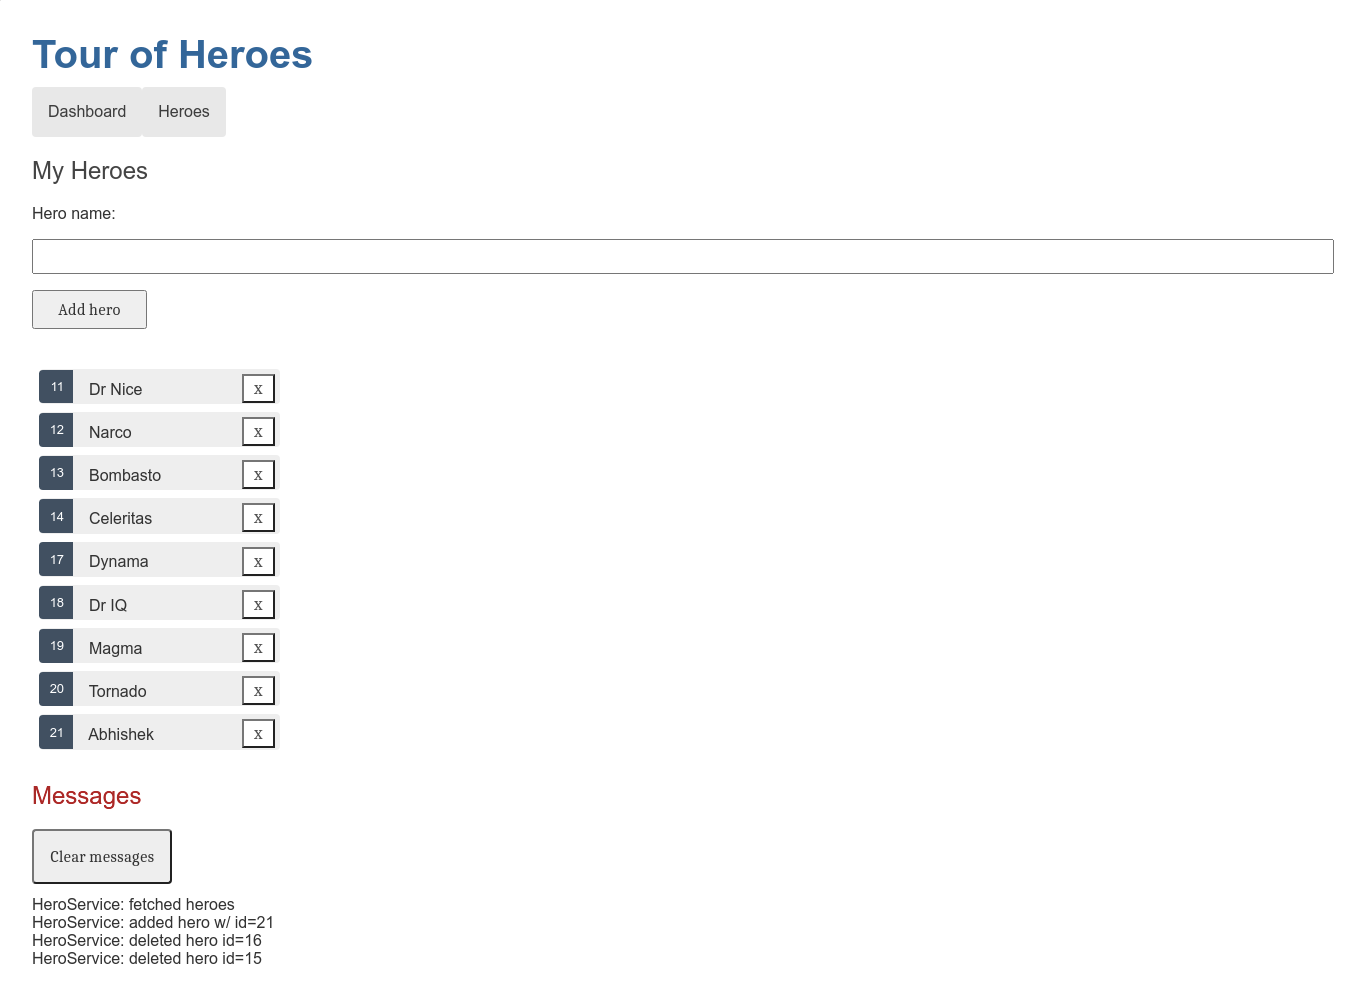 Tour of Heroes
Dashboard Heroes
My Heroes
Hero name:
Add hero
11 Dr Nice x
12 Narco x
13 Bombasto x
14 Celeritas x
17 Dynama x
18 Dr IQ x
19 Magma x
20 Tornado x
21 Abhishek x
Messages
Clear messages
HeroService: fetched heroes
HeroService: added hero w/ id=21
HeroService: deleted hero id=16
HeroService: deleted hero id=15